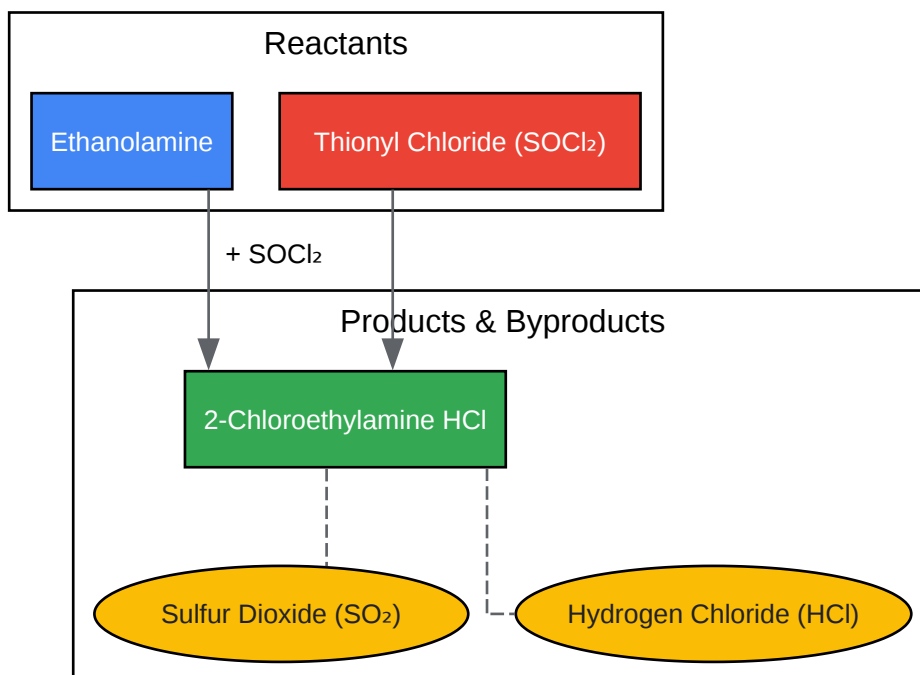 Reactants
Ethanolamine
Thionyl Chloride (SOCl₂)
+ SOCl₂
Products & Byproducts
2-Chloroethylamine HCl
Sulfur Dioxide (SO₂)
Hydrogen Chloride (HCl)